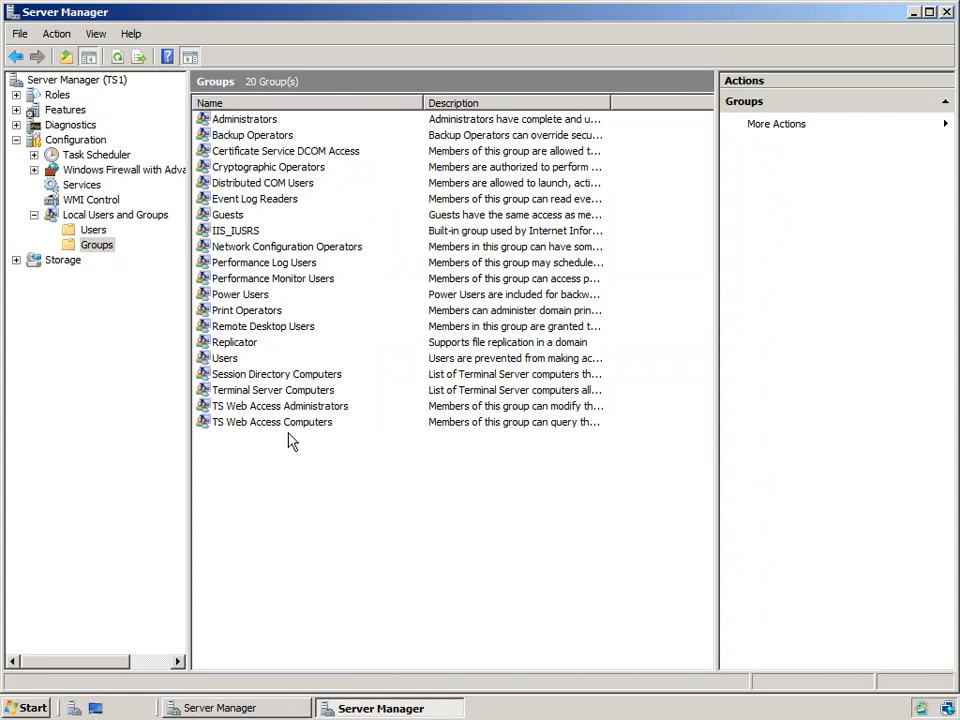 Server Manager
File Action View Help
Server Manager (TS1)
Roles
Features
Diagnostics
Configuration
Task Scheduler
Windows Firewall with Adva
Services
WMI Control
Local Users and Groups
Users
Groups
Storage
Groups 20 Group(s)
Name Description
Administrators Administrators have complete and u...
Backup Operators Backup Operators can override secu...
Certificate Service DCOM Access Members of this group are allowed t...
Cryptographic Operators Members are authorized to perform ...
Distributed COM Users Members are allowed to launch, acti...
Event Log Readers Members of this group can read eve...
Guests Guests have the same access as me...
IIS_IUSRS Built-in group used by Internet Infor...
Network Configuration Operators Members in this group can have som...
Performance Log Users Members of this group may schedule...
Performance Monitor Users Members of this group can access p...
Power Users Power Users are included for backw...
Print Operators Members can administer domain prin...
Remote Desktop Users Members in this group are granted t...
Replicator Supports file replication in a domain
Users Users are prevented from making ac...
Session Directory Computers List of Terminal Server computers th...
Terminal Server Computers List of Terminal Server computers all...
TS Web Access Administrators Members of this group can modify th...
TS Web Access Computers Members of this group can query th...
Actions
Groups
More Actions
Start Server Manager Server Manager